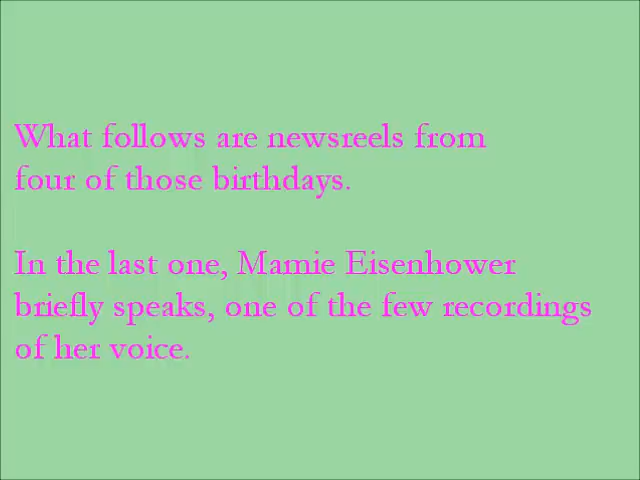 What follows are newsreels from
four of those birthdays.
In the last one, Mamie Eisenhower
briefly speaks, one of the few recordings
of her voice.